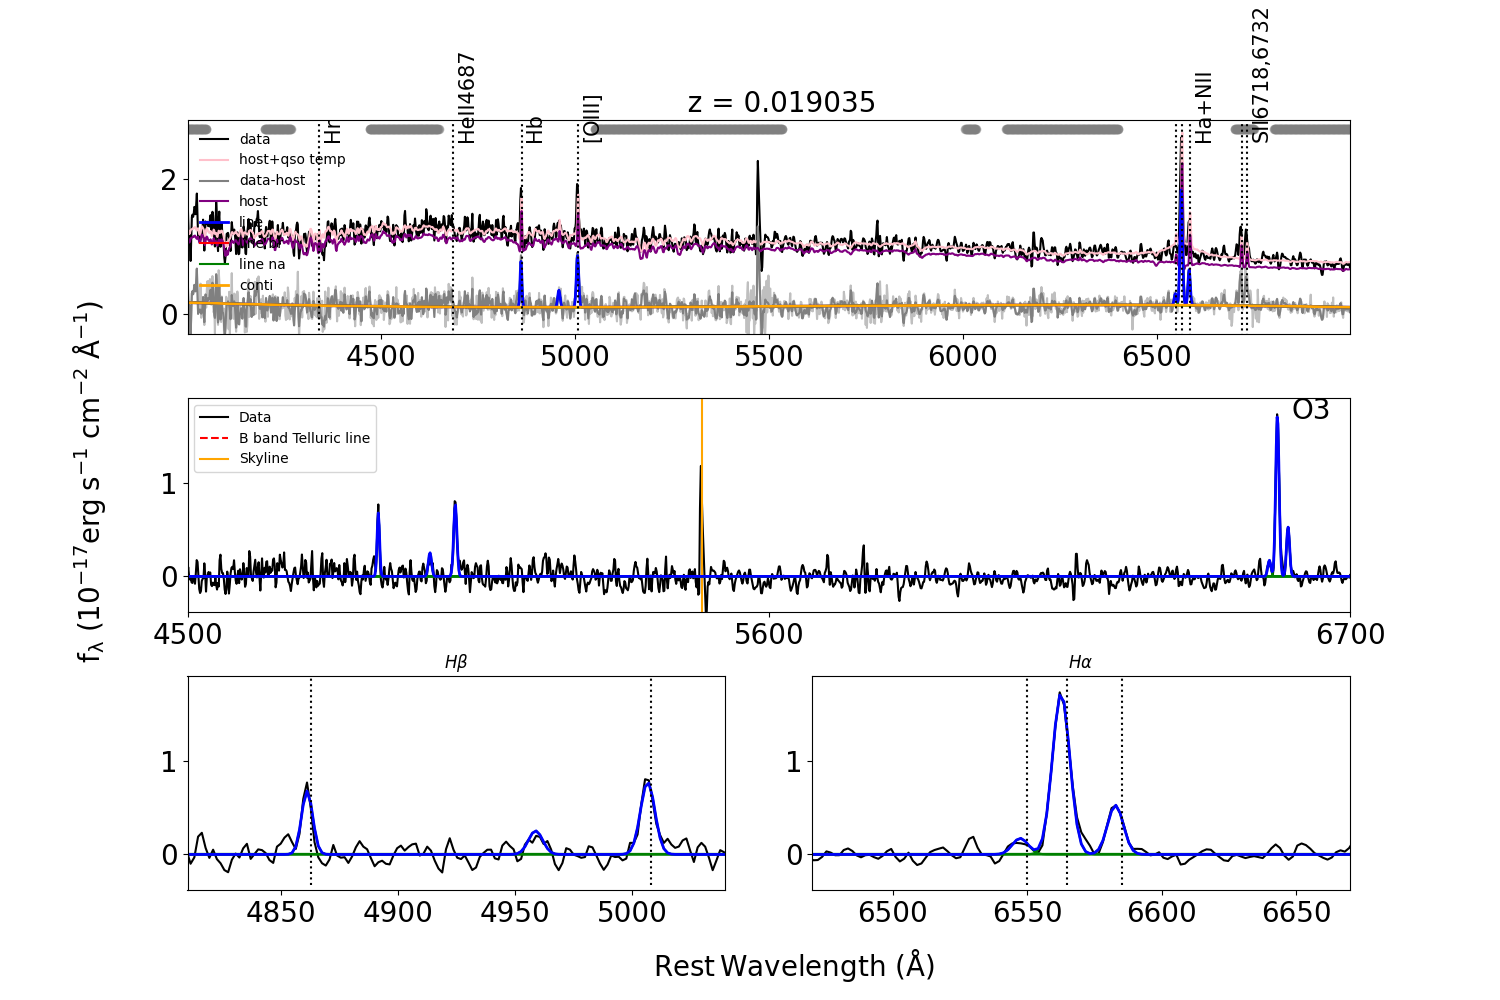 z = 0.019035
Hr
HeII4687
Hb
[OIII]
Ha+NII
SII6718,6732
data
host+qso temp
data-host
host
line
line na
conti
2
0
4500
5000
5500
6000
6500
fλ (10−17erg s−1 cm−2 Å−1)
Data
B band Telluric line
Skyline
O3
1
0
4500
5600
6700
Hβ
1
0
4850
4900
4950
5000
Hα
1
0
6500
6550
6600
6650
Rest Wavelength (Å)